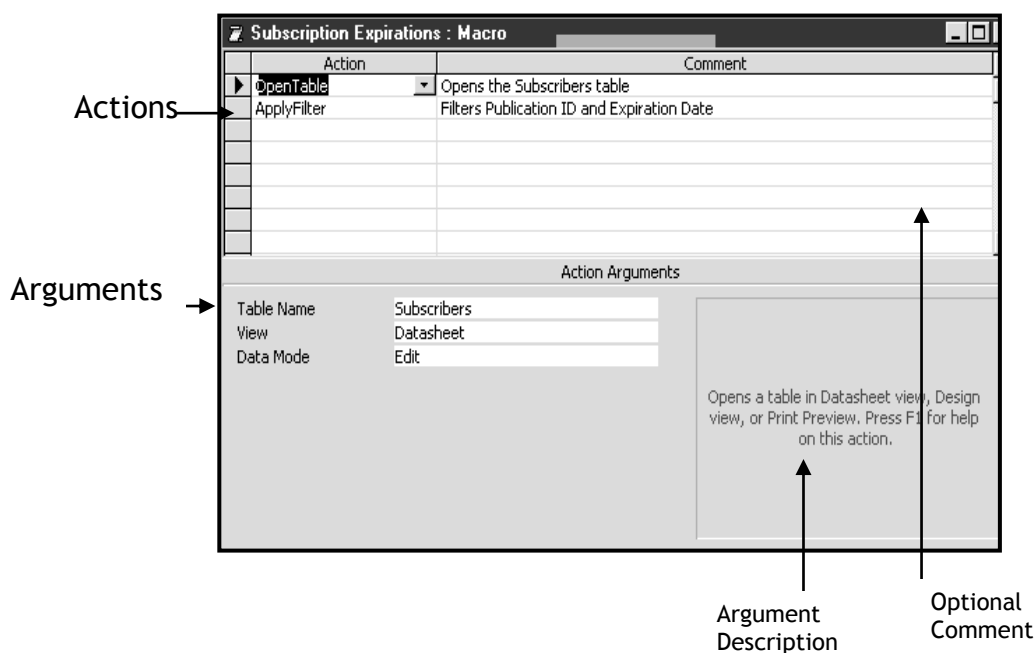 Subscription Expirations : Macro
Action Comment
OpenTable Opens the Subscribers table
Actions
ApplyFilter Filters Publication ID and Expiration Date
Action Arguments
Arguments
Table Name Subscribers
View Datasheet
Data Mode Edit
Opens a table in Datasheet view, Design
view, or Print Preview. Press F1 for help
on this action.
Argument
Description
Optional
Comment